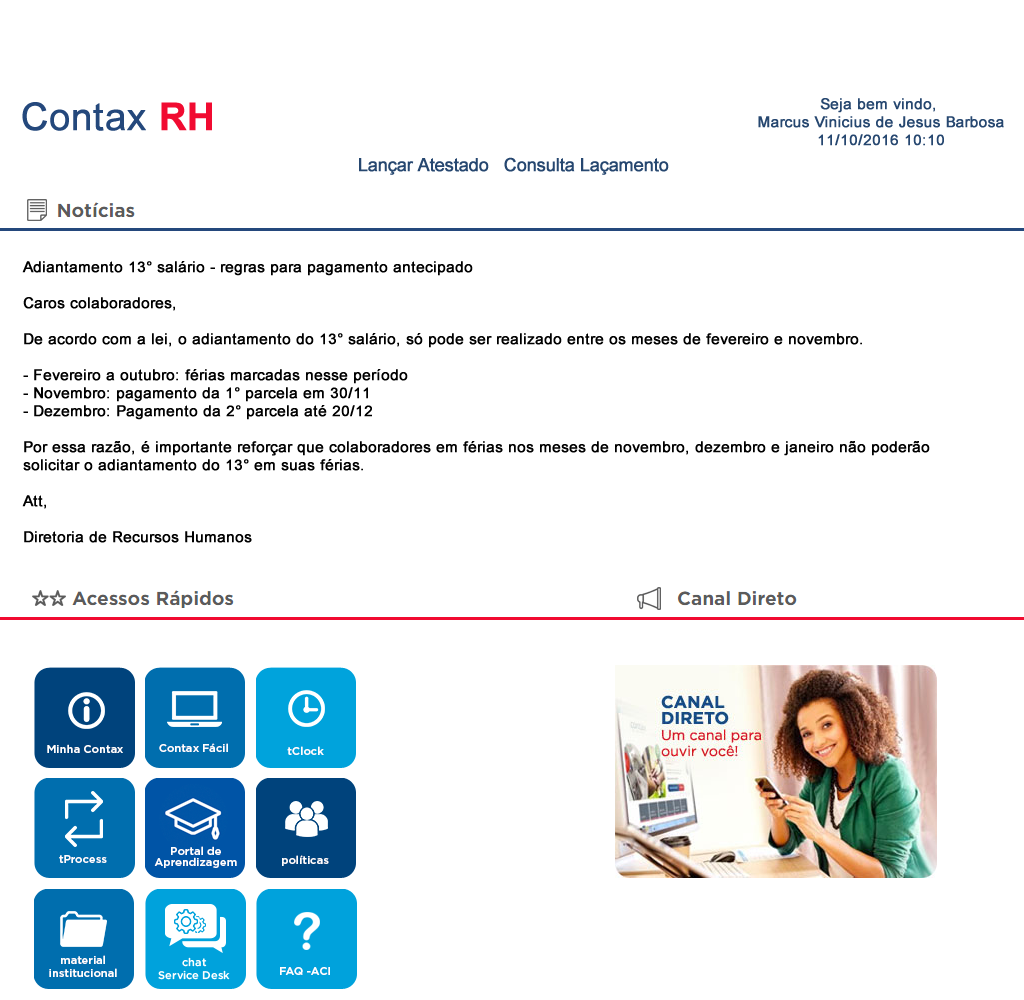 Contax RH
Seja bem vindo,
Marcus Vinicius de Jesus Barbosa
11/10/2016 10:10
Lançar Atestado Consulta Laçamento
Notícias
Adiantamento 13° salário - regras para pagamento antecipado
Caros colaboradores,
De acordo com a lei, o adiantamento do 13° salário, só pode ser realizado entre os meses de fevereiro e novembro.
- Fevereiro a outubro: férias marcadas nesse período
- Novembro: pagamento da 1° parcela em 30/11
- Dezembro: Pagamento da 2° parcela até 20/12
Por essa razão, é importante reforçar que colaboradores em férias nos meses de novembro, dezembro e janeiro não poderão
solicitar o adiantamento do 13° em suas férias.
Att,
Diretoria de Recursos Humanos
Acessos Rápidos
Canal Direto
Minha Contax
Contax Fácil
tClock
tProcess
Portal de
Aprendizagem
políticas
material
institucional
chat
Service Desk
FAQ -ACI
CANAL
DIRETO
Um canal para
ouvir você!